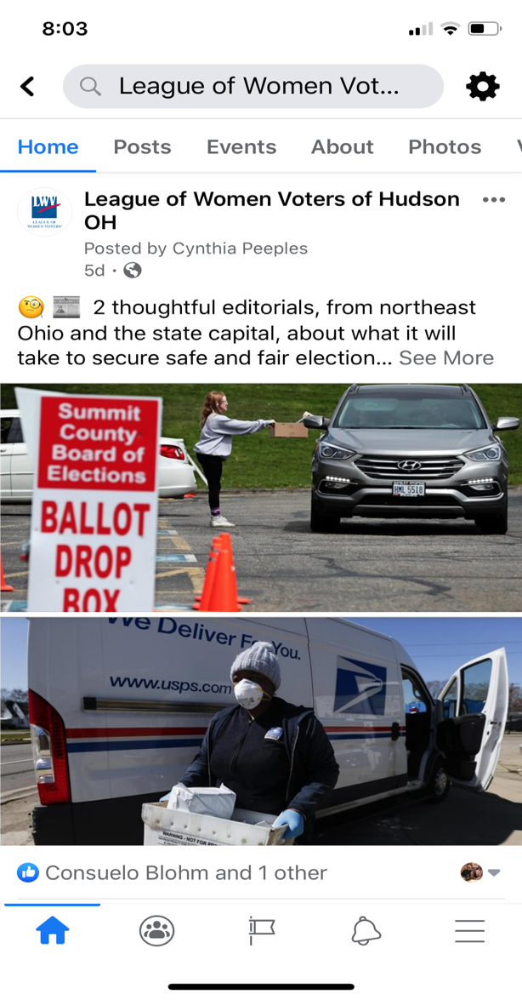 8:03
League of Women Vot...
Home Posts Events About Photos
LWV
LEAGUE OF
WOMEN VOTERS
League of Women Voters of Hudson
OH
Posted by Cynthia Peeples
5d ·
2 thoughtful editorials, from northeast
Ohio and the state capital, about what it will
take to secure safe and fair election... See More
Summit
County
Board of
Elections
BALLOT
DROP
BOX
HML 5518
We Deliver For You.
www.usps.com
WARNING - NOT FOR
Consuelo Blohm and 1 other